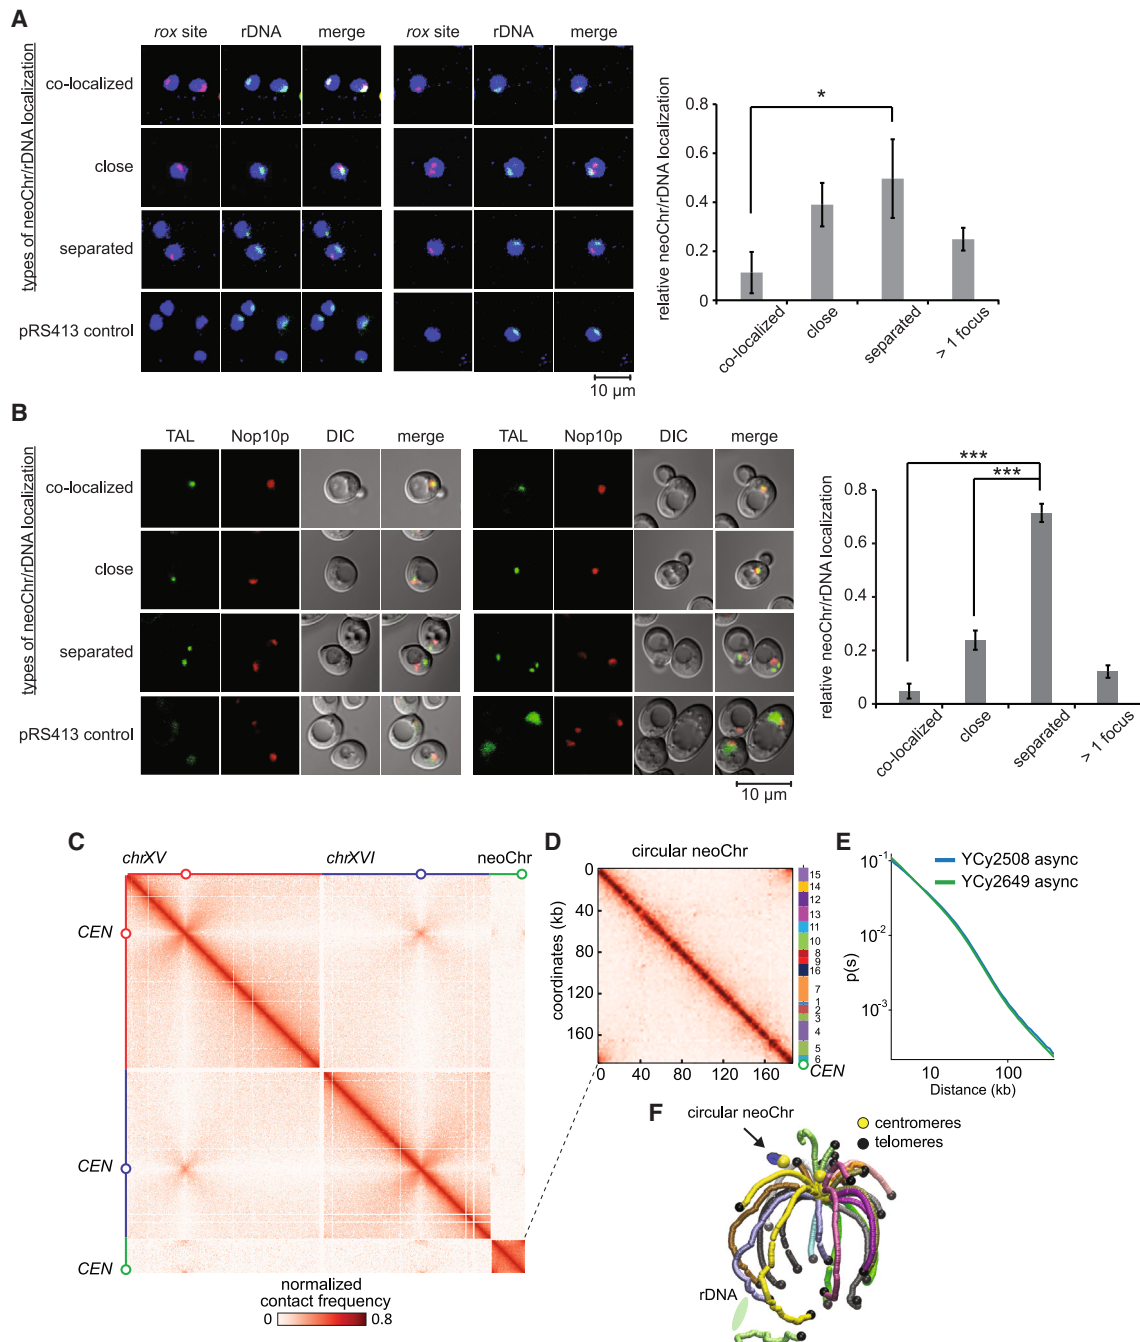 A
types of neoChr/rDNA localization
rox site rDNA merge rox site rDNA merge
co-localized
close
separated
pRS413 control
10 µm
relative neoChr/rDNA localization
0.8
0.6
0.4
0.2
0
*
co-localized
close
separated
> 1 focus
B
types of neoChr/rDNA localization
TAL Nop10p DIC merge TAL Nop10p DIC merge
co-localized
close
separated
pRS413 control
10 µm
relative neoChr/rDNA localization
0.8
0.6
0.4
0.2
0
***
***
co-localized
close
separated
> 1 focus
C
chrXV chrXVI neoChr
CEN
CEN
CEN
normalized
contact frequency
0 0.8
D
circular neoChr
coordinates (kb)
0
40
80
120
160
0 40 80 120 160
15
14
12
13
11
10
8
9
16
7
1
2
3
4
5
6
CEN
E
YCy2508 async
YCy2649 async
p(s)
10-1
10-2
10-3
10 100
Distance (kb)
F
circular neoChr
centromeres
telomeres
rDNA